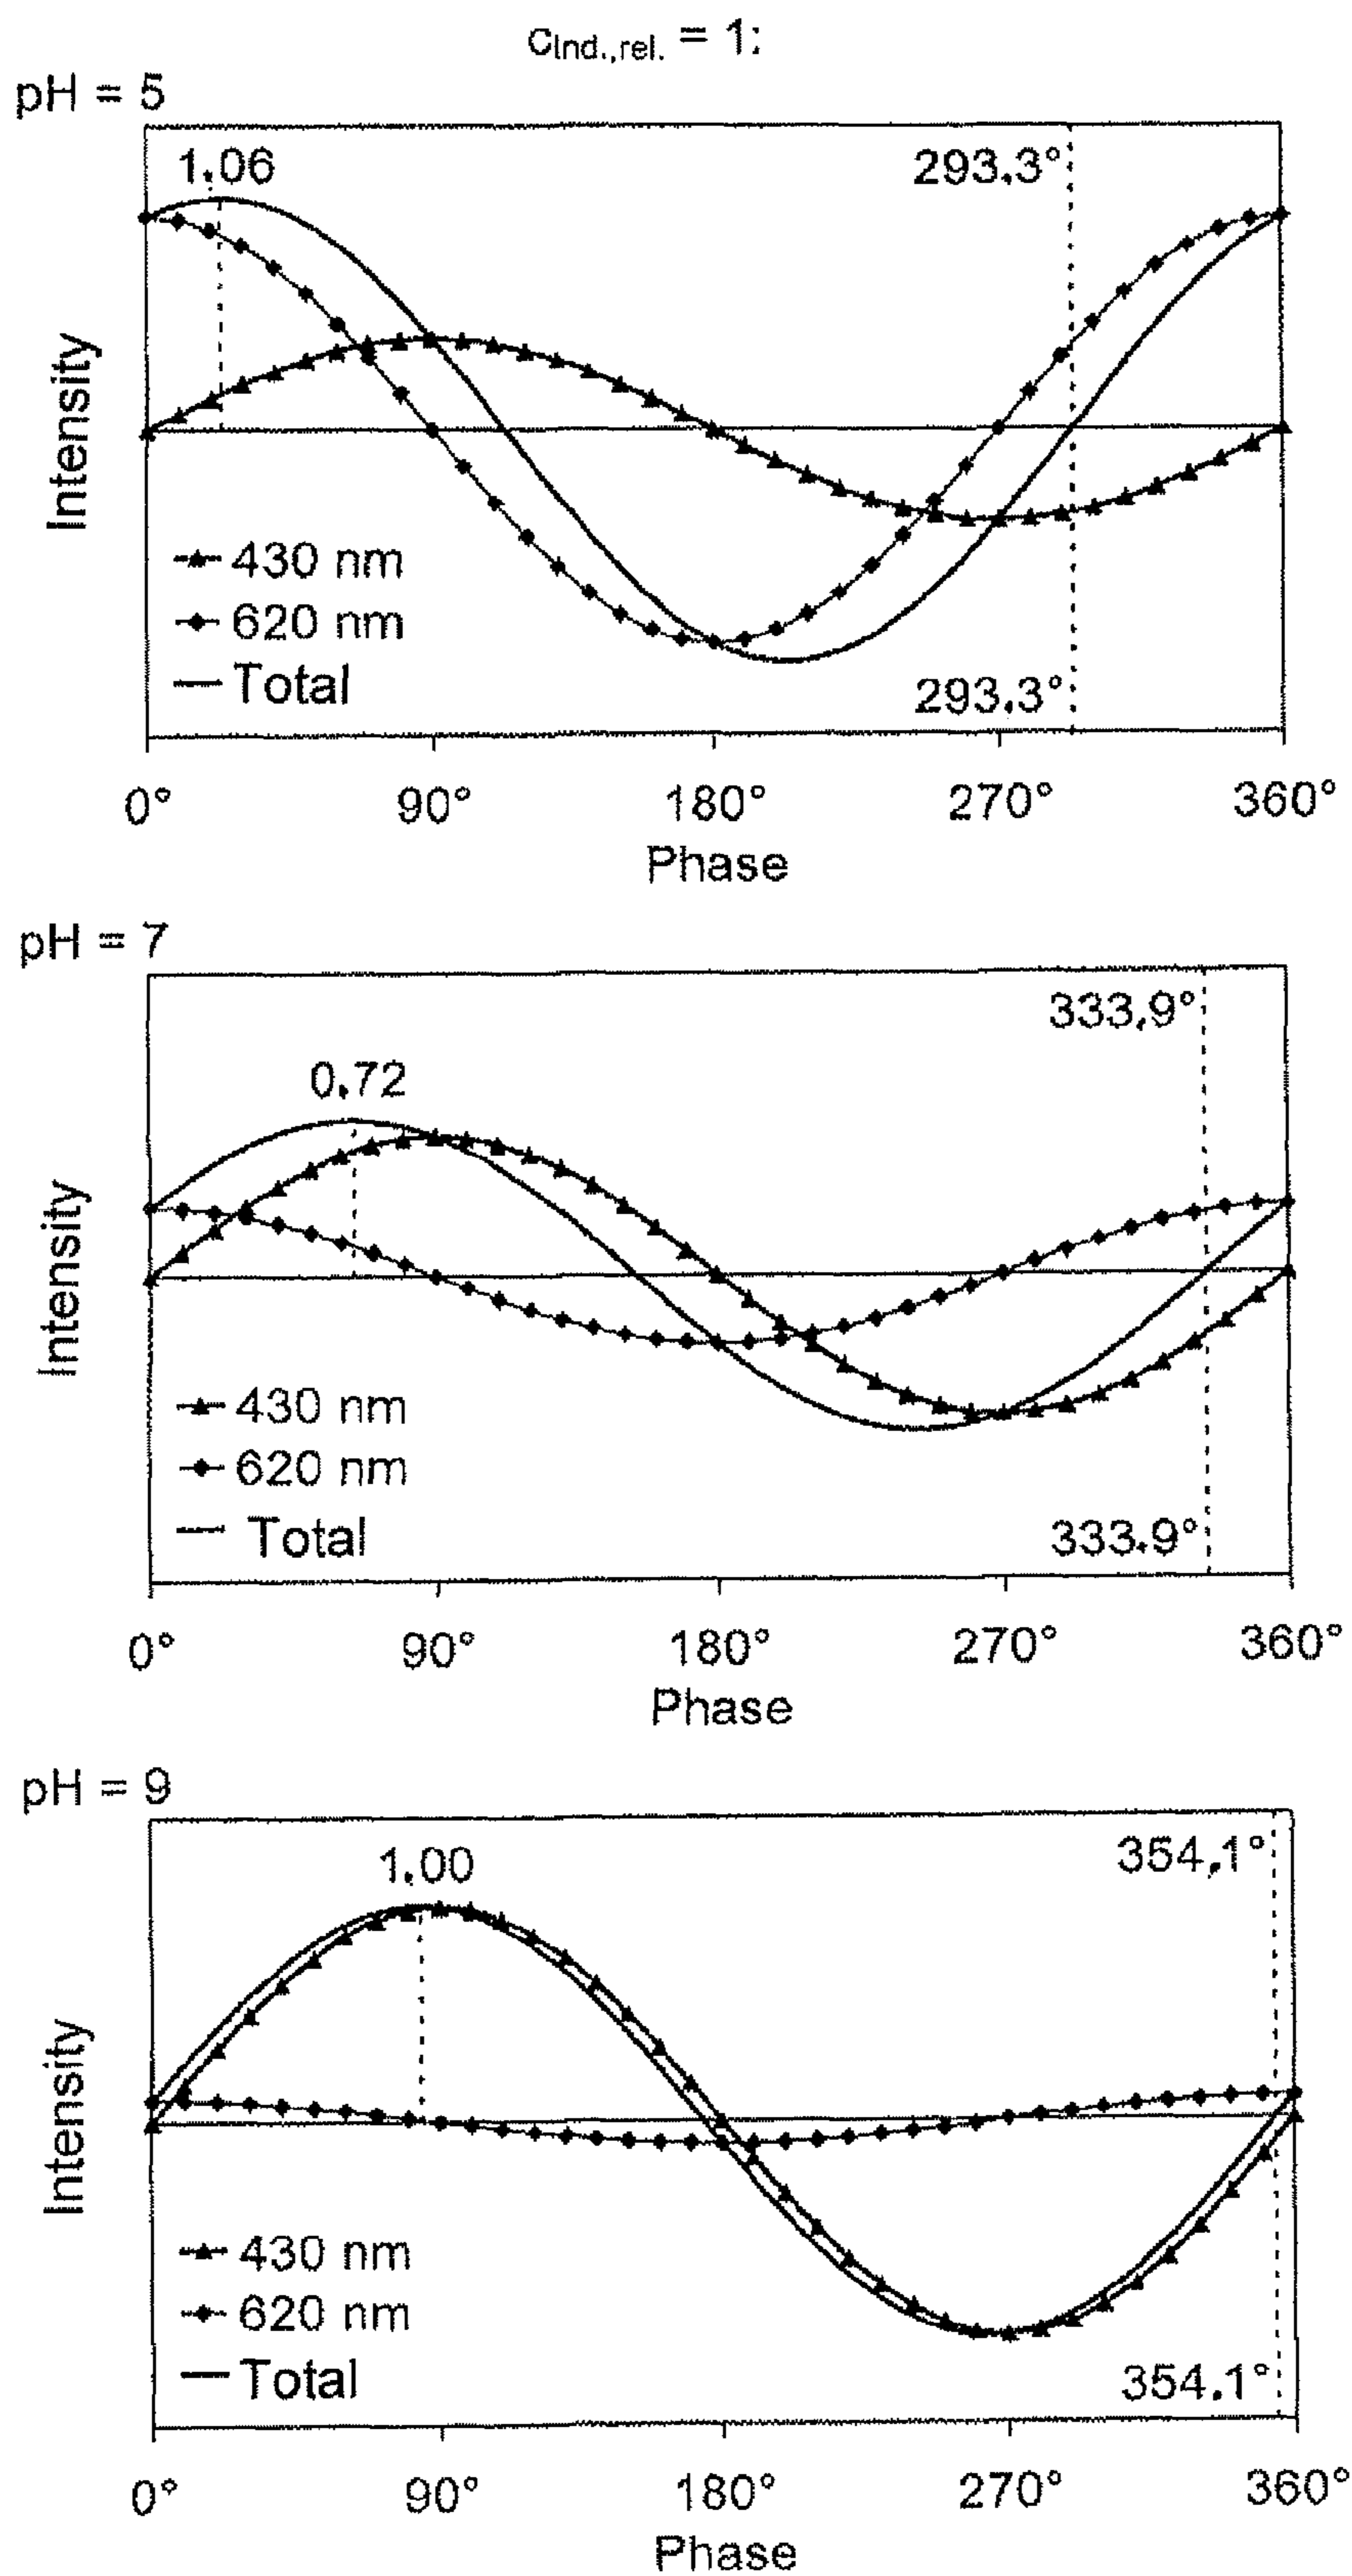 cInd.,rel. = 1:
pH = 5
1.06
293.3°
Intensity
430 nm
620 nm
Total
293.3°
0° 90° 180° 270° 360°
Phase
pH = 7
333.9°
0.72
Intensity
430 nm
620 nm
Total
333.9°
0° 90° 180° 270° 360°
Phase
pH = 9
1.00
354.1°
Intensity
430 nm
620 nm
Total
354.1°
0° 90° 180° 270° 360°
Phase